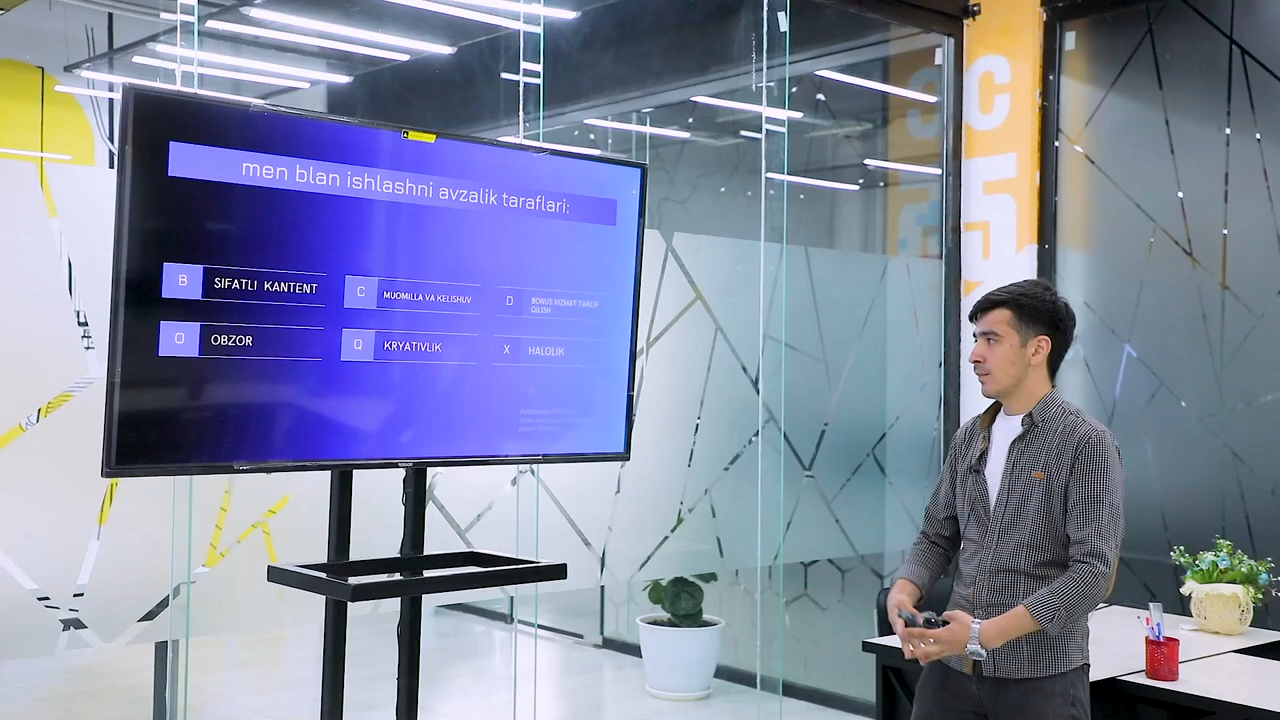 men blan ishlashni avzalik taraflari:
B SIFATLI KANTENT
C MUOMILLA VA KELISHUV
D BONUS XIZMAT TAKLIF
QILISH
O OBZOR
Q KRYATIVLIK
X HALOLIK